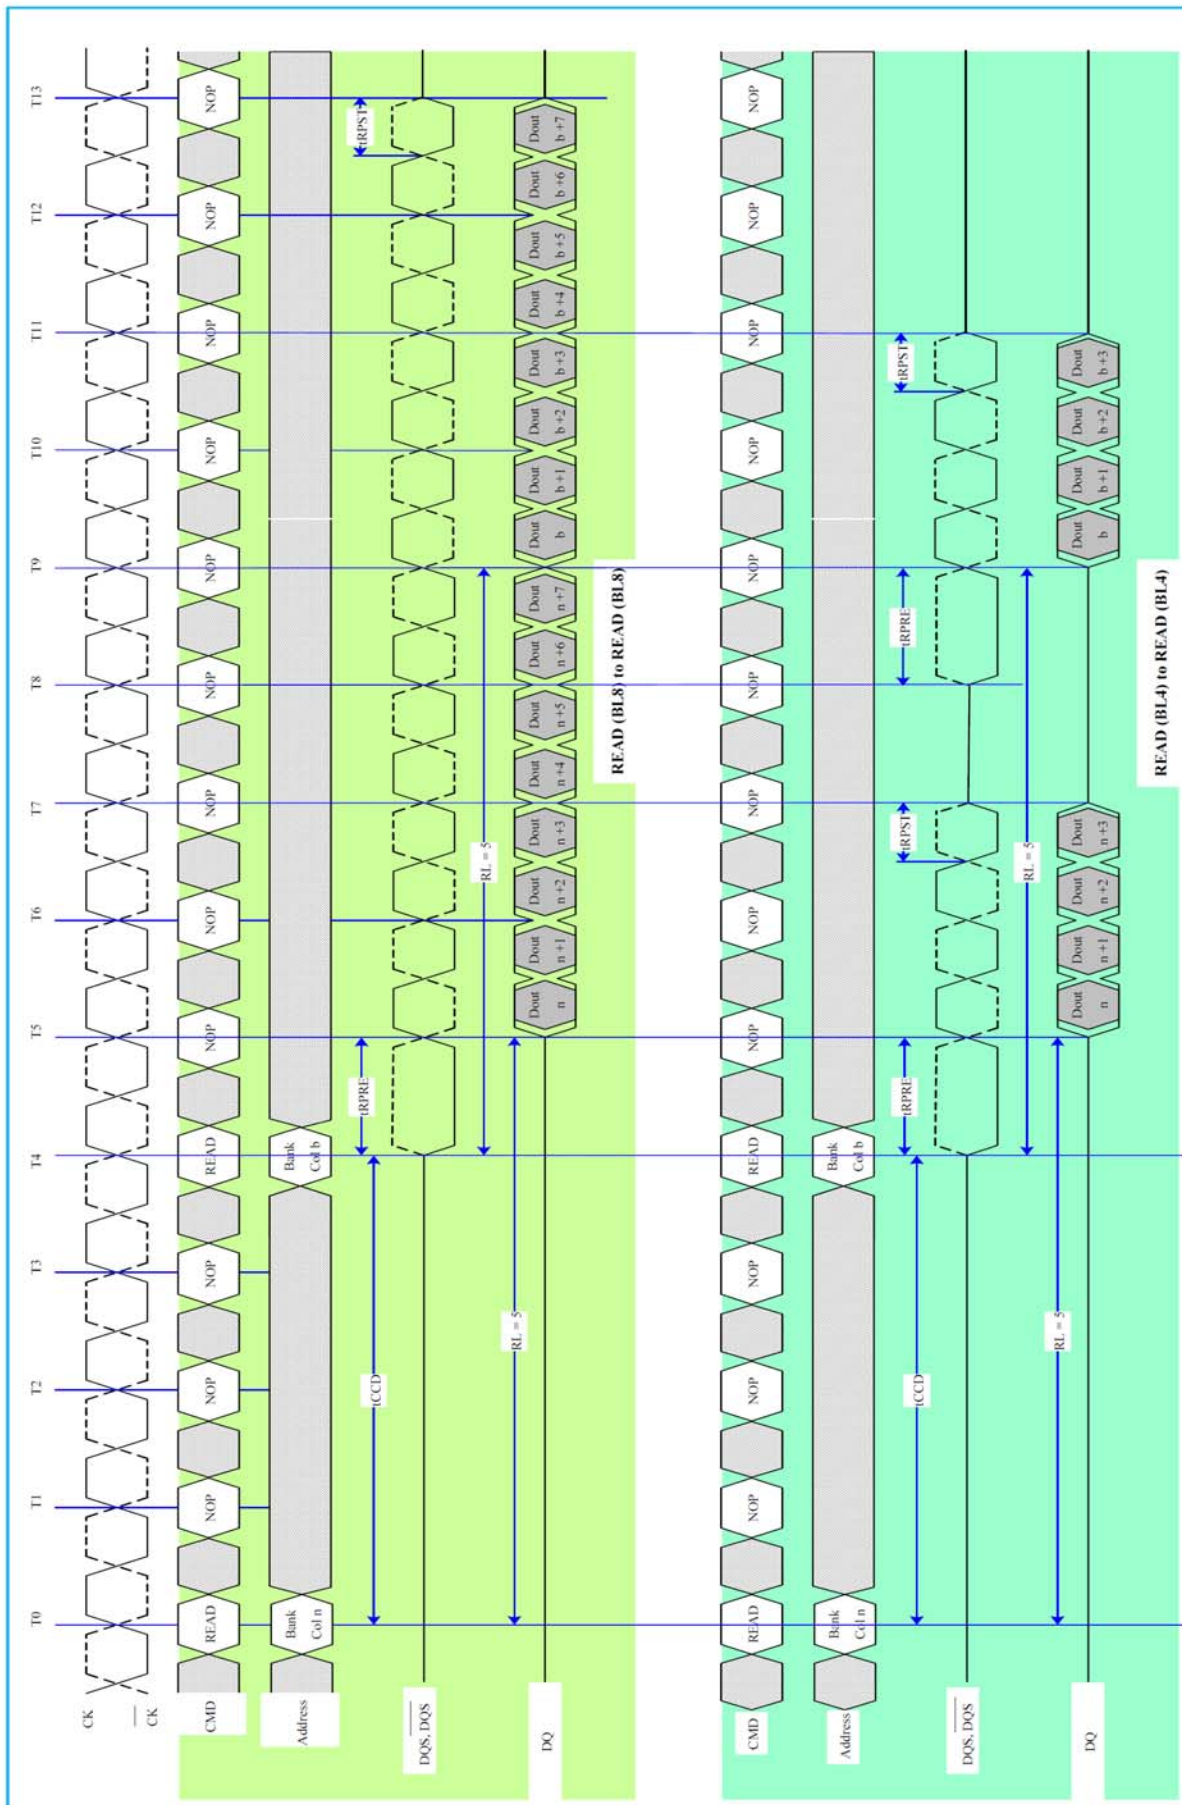 T0 T1 T2 T3 T4 T5 T6 T7 T8 T9 T10 T11 T12 T13
CK
CK
CMD
READ NOP NOP NOP READ NOP NOP NOP NOP NOP NOP NOP NOP NOP
Address
Bank
Col n
Bank
Col b
tCCD
tRPRE
tRPST
DQS, DQS
RL = 5
RL = 5
DQ
Dout
n
Dout
n +1
Dout
n +2
Dout
n +3
Dout
n +4
Dout
n +5
Dout
n +6
Dout
n +7
Dout
b
Dout
b +1
Dout
b +2
Dout
b +3
Dout
b +4
Dout
b +5
Dout
b +6
Dout
b +7
READ (BL8) to READ (BL8)
CMD
READ NOP NOP NOP READ NOP NOP NOP NOP NOP NOP NOP NOP NOP
Address
Bank
Col n
Bank
Col b
tCCD
tRPRE
tRPST
tRPRE
tRPST
DQS, DQS
RL = 5
RL = 5
DQ
Dout
n
Dout
n +1
Dout
n +2
Dout
n +3
Dout
b
Dout
b +1
Dout
b +2
Dout
b +3
READ (BL4) to READ (BL4)